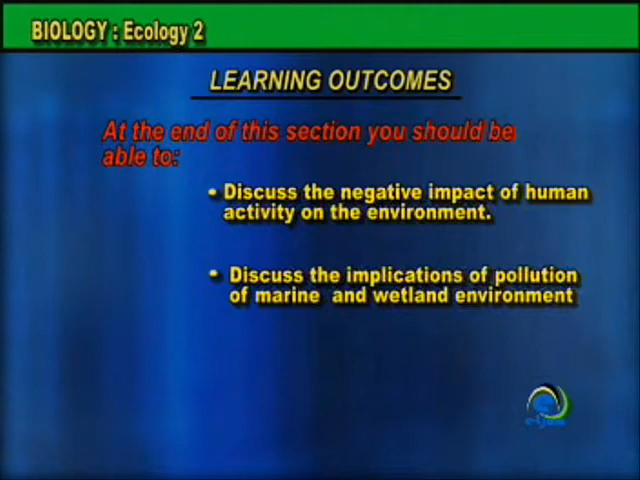 BIOLOGY : Ecology 2
LEARNING OUTCOMES
At the end of this section you should be
able to:
• Discuss the negative impact of human
activity on the environment.
• Discuss the implications of pollution
of marine and wetland environment